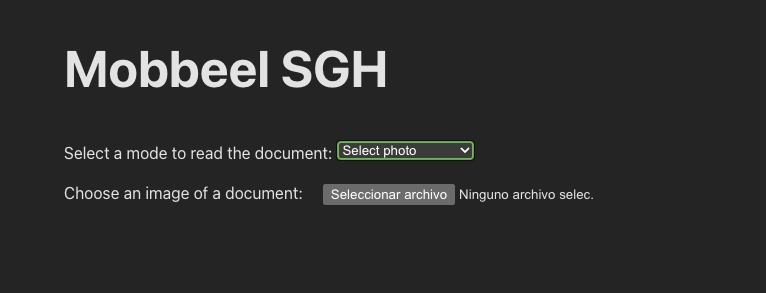 Mobbeel SGH
Select a mode to read the document: Select photo
Choose an image of a document: Seleccionar archivo Ninguno archivo selec.